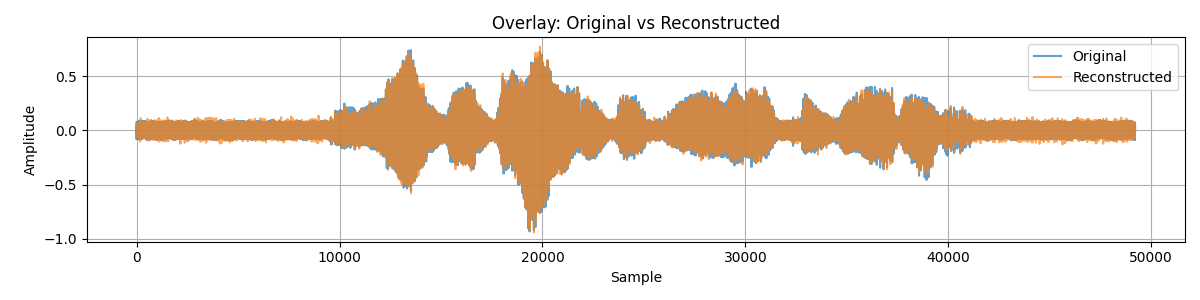 Overlay: Original vs Reconstructed
Original
Reconstructed
Amplitude
0.5
0.0
−0.5
−1.0
0
10000
20000
30000
40000
50000
Sample